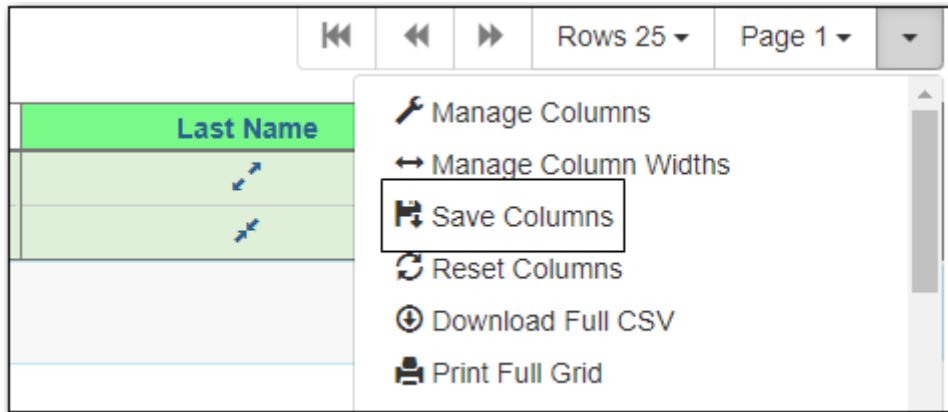 Rows 25 Page 1
Last Name
Manage Columns
Manage Column Widths
Save Columns
Reset Columns
Download Full CSV
Print Full Grid